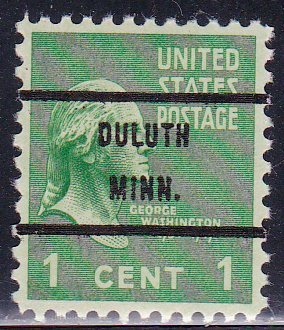 UNITED
STATES
POSTAGE
DULUTH
MINN.
GEORGE
WASHINGTON
1 CENT 1